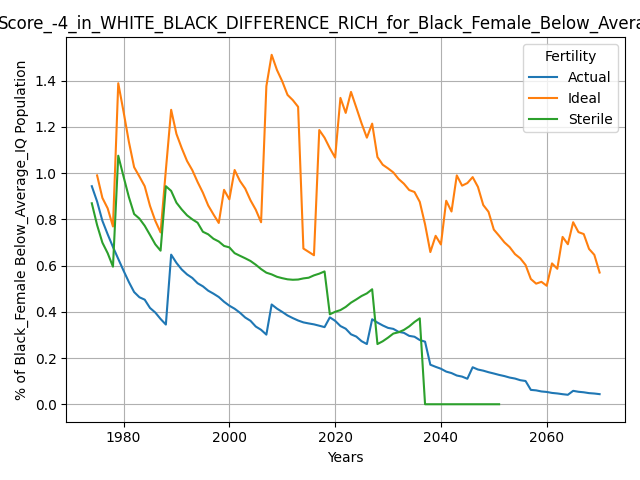 Score_-4_in_WHITE_BLACK_DIFFERENCE_RICH_for_Black_Female_Below_Avera
% of Black_Female Below_Average_IQ Population
1.4
1.2
1.0
0.8
0.6
0.4
0.2
0.0
1980
2000
2020
2040
2060
Years
Fertility
Actual
Ideal
Sterile